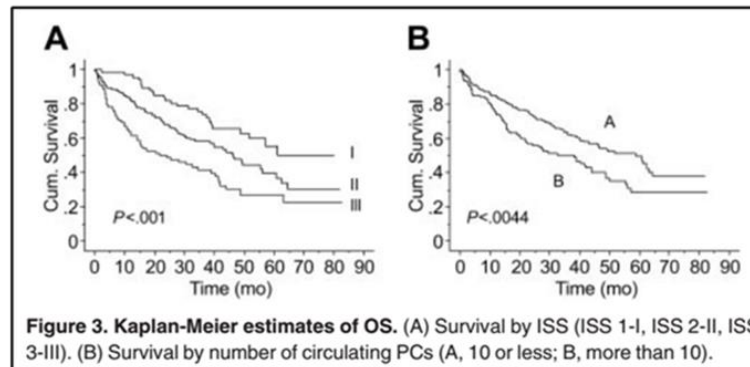 A
B
1
.8
.6
.4
.2
0
Cum. Survival
I
II
III
P<.001
0 10 20 30 40 50 60 70 80 90
Time (mo)
1
.8
.6
.4
.2
0
Cum. Survival
A
B
P<.0044
0 10 20 30 40 50 60 70 80 90
Time (mo)
Figure 3. Kaplan-Meier estimates of OS. (A) Survival by ISS (ISS 1-I, ISS 2-II, ISS
3-III). (B) Survival by number of circulating PCs (A, 10 or less; B, more than 10).